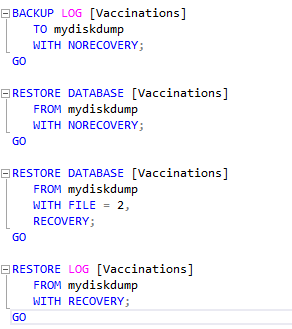 BACKUP LOG [Vaccinations]
TO mydiskdump
WITH NORECOVERY;
GO
RESTORE DATABASE [Vaccinations]
FROM mydiskdump
WITH NORECOVERY;
GO
RESTORE DATABASE [Vaccinations]
FROM mydiskdump
WITH FILE = 2,
RECOVERY;
GO
RESTORE LOG [Vaccinations]
FROM mydiskdump
WITH RECOVERY;
GO